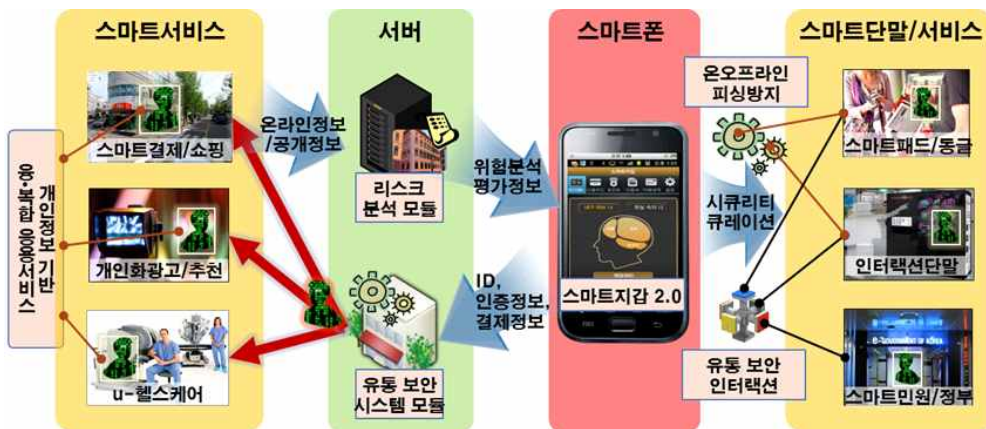 스마트서비스
서버
스마트폰
스마트단말/서비스
스마트결제/쇼핑
개인화광고/추천
u-헬스케어
개인정보 기반
융·복합 응용서비스
온라인정보
/공개정보
리스크
분석 모듈
위험분석
평가정보
ID,
인증정보,
결제정보
유통 보안
시스템 모듈
스마트지갑 2.0
시큐리티
큐레이션
온오프라인
피싱방지
유통 보안
인터랙션
스마트패드/동글
인터랙션단말
스마트민원/정부